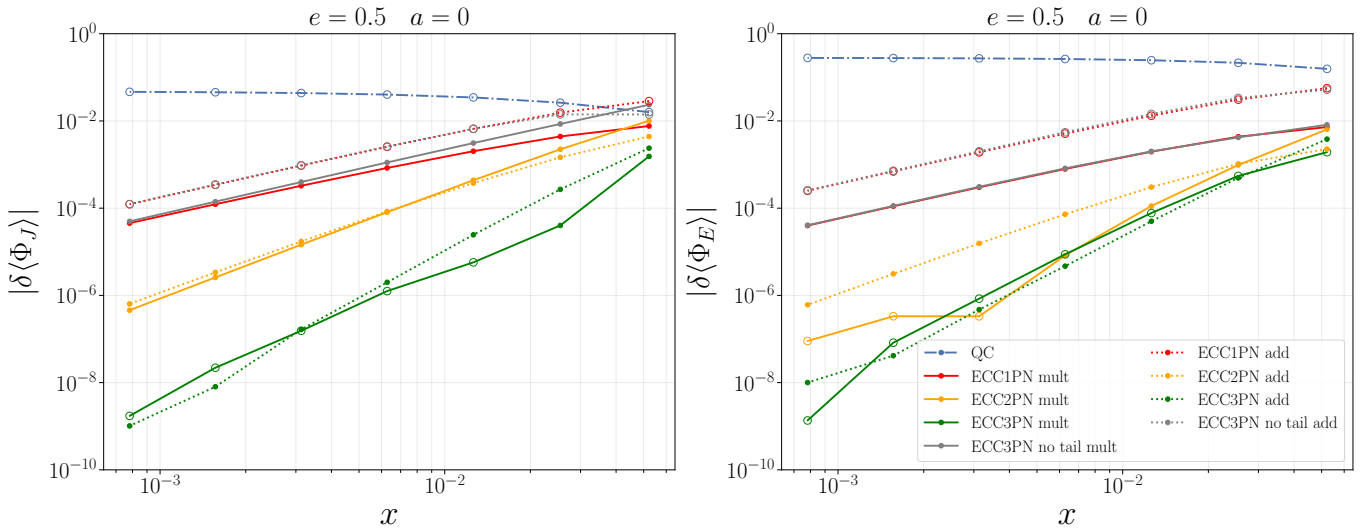 e = 0.5 a = 0
|δ⟨Φ_J⟩|
10^0
10^−2
10^−4
10^−6
10^−8
10^−10
10^−3
10^−2
x
e = 0.5 a = 0
|δ⟨Φ_E⟩|
10^0
10^−2
10^−4
10^−6
10^−8
10^−10
QC
ECC1PN mult
ECC2PN mult
ECC3PN mult
ECC3PN no tail mult
ECC1PN add
ECC2PN add
ECC3PN add
ECC3PN no tail add
10^−3
10^−2
x